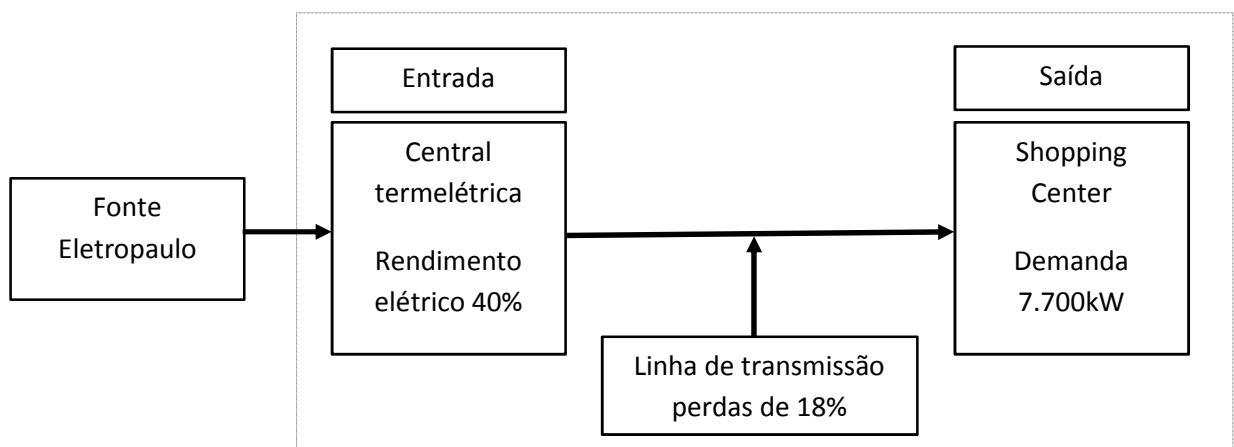 Entrada
Saída
Fonte
Eletropaulo
Central
termelétrica
Rendimento
elétrico 40%
Shopping
Center
Demanda
7.700kW
Linha de transmissão
perdas de 18%